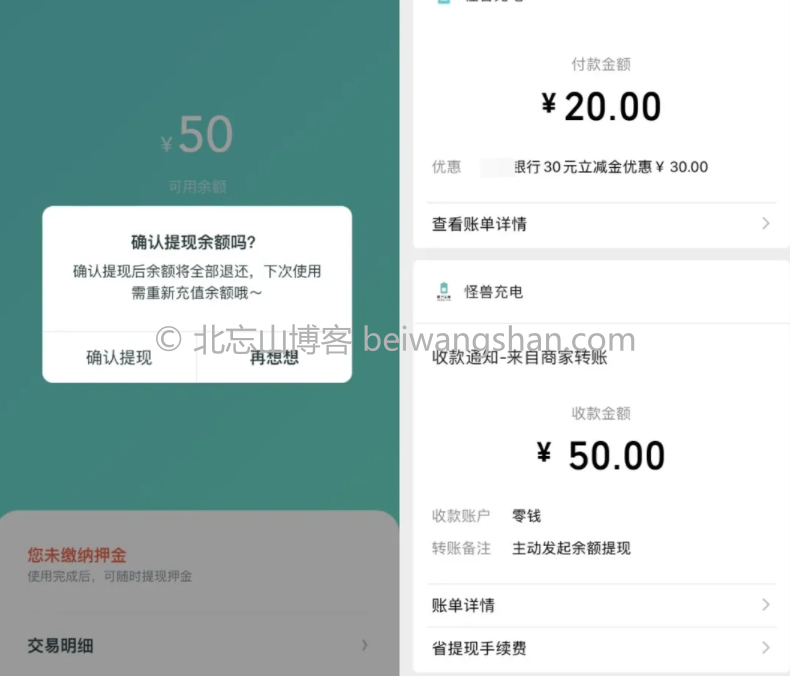 ¥50
可用余额
确认提现余额吗?
确认提现后余额将全部退还，下次使用
需重新充值余额哦～
确认提现
再想想
您未缴纳押金
使用完成后，可随时提现押金
交易明细
付款金额
¥20.00
优惠 银行30元立减金优惠¥ 30.00
查看账单详情
怪兽充电
© 北忘山博客 beiwangshan.com
收款通知-来自商家转账
收款金额
¥ 50.00
收款账户 零钱
转账备注 主动发起余额提现
账单详情
省提现手续费